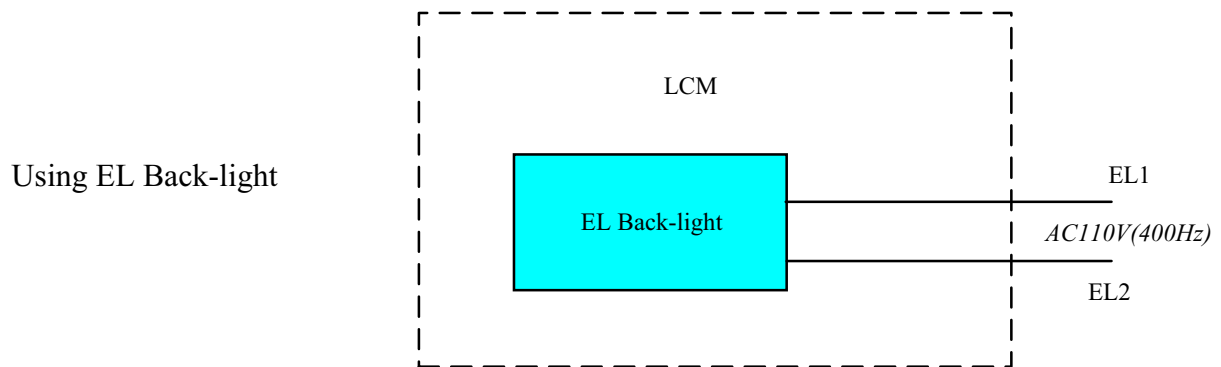 LCM
Using EL Back-light
EL Back-light
EL1
AC110V(400Hz)
EL2